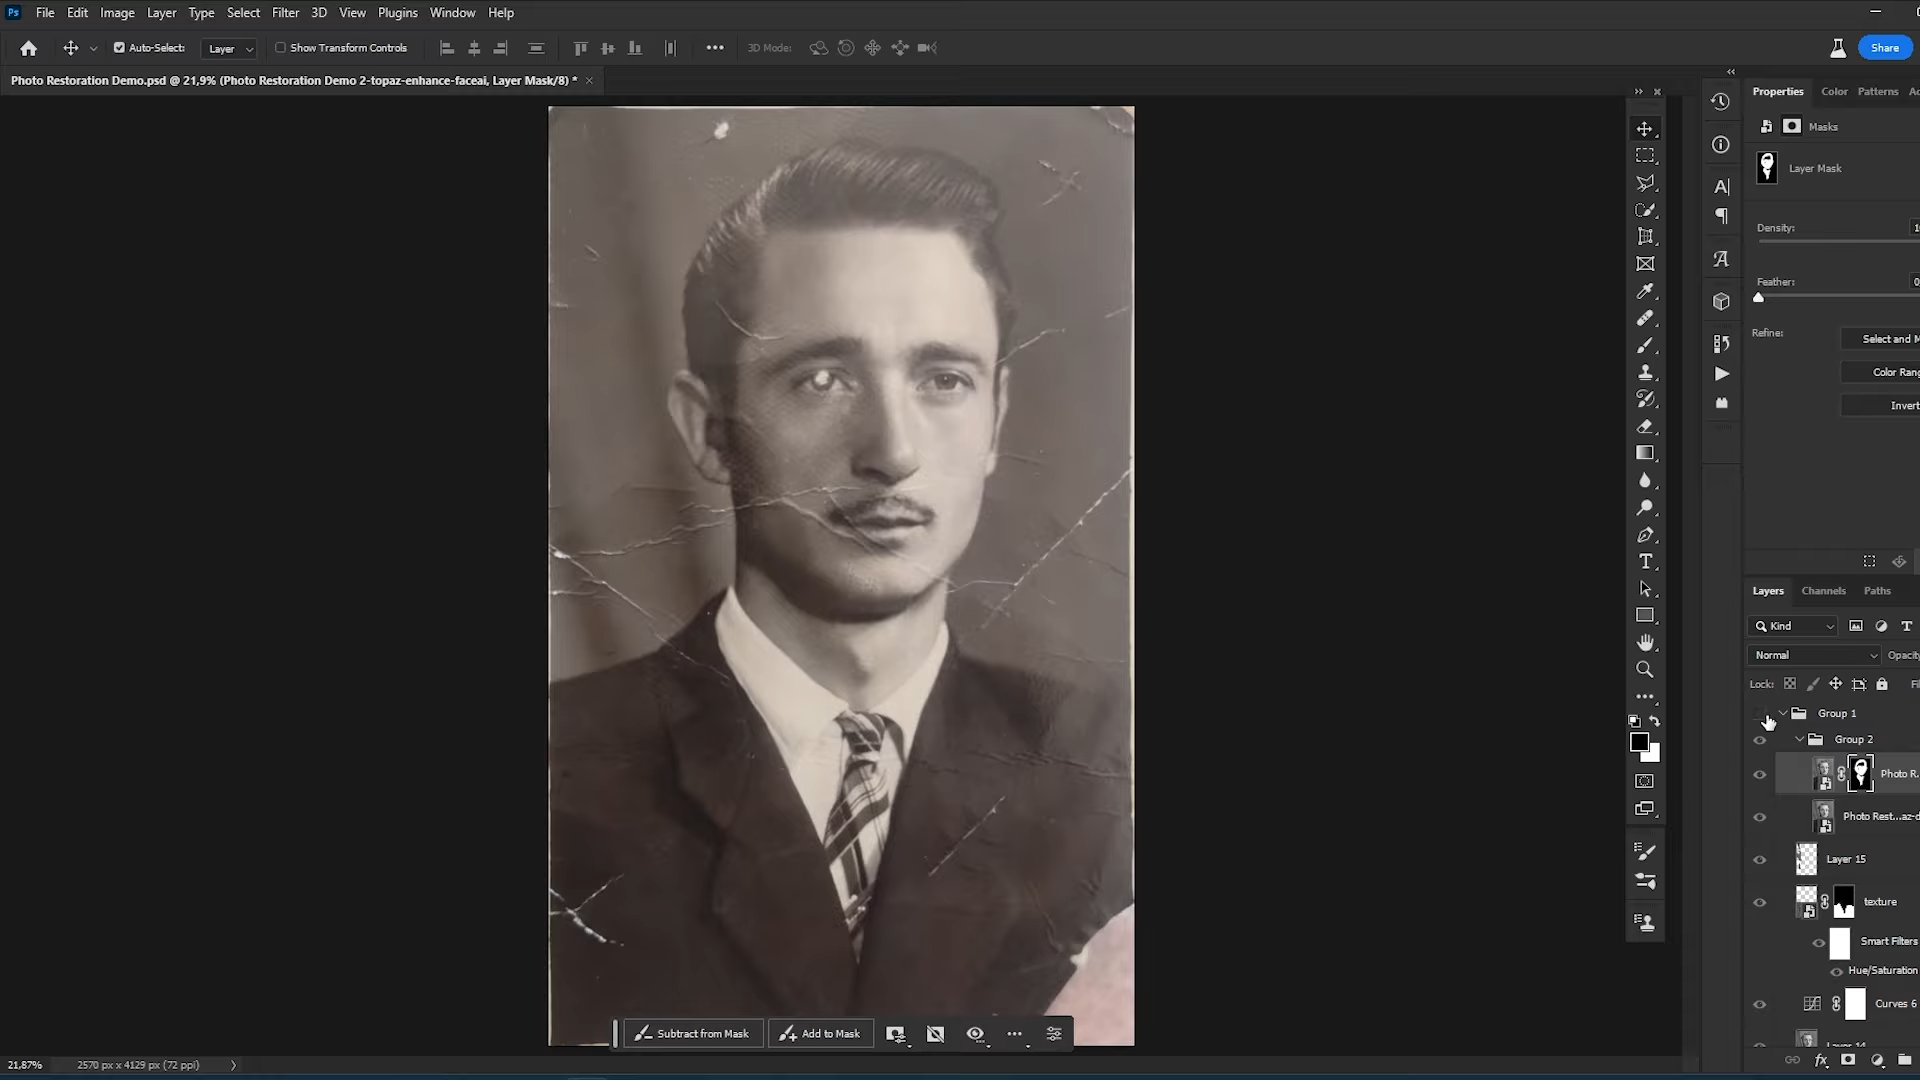 Ps File Edit Image Layer Type Select Filter 3D View Plugins Window Help
Auto-Select: Layer Show Transform Controls 3D Mode: Share
Photo Restoration Demo.psd @ 21,9% (Photo Restoration Demo 2-topaz-enhance-faceai, Layer Mask/8) *
Properties Color Patterns
Masks
Layer Mask
Density:
Feather:
Refine:
Select and M
Color Rang
Invert
Layers Channels Paths
Kind
Normal Opacity
Lock:
Group 1
Group 2
Photo R.
Photo Rest...az-d
Layer 15
texture
Smart Filters
Hue/Saturation
Curves 6
Subtract from Mask Add to Mask
21,87% 2570 px x 4129 px (72 ppi)